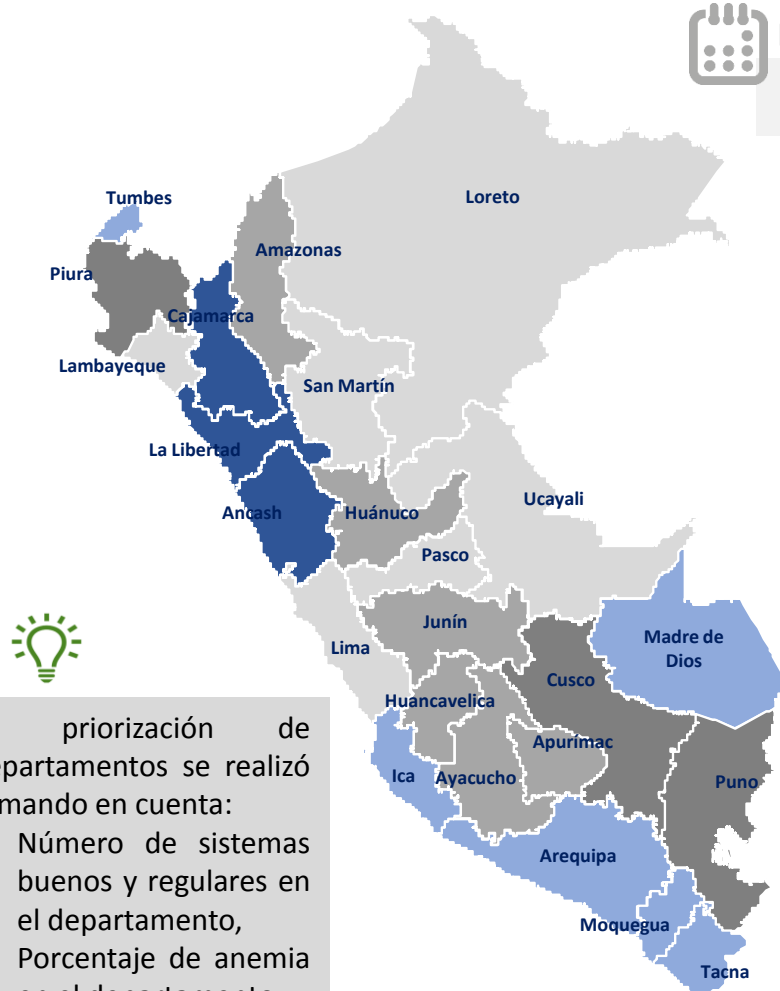 Loreto
Tumbes
Amazonas
Piura
Cajamarca
Lambayeque
San Martín
La Libertad
Ucayali
Ancash
Huánuco
Pasco
Junín
Lima
Madre de
Dios
Cusco
Huancavelica
Apurímac
Ica
Ayacucho
Puno
Arequipa
Moquegua
Tacna
priorización de
epartamentos se realizó
mando en cuenta:
Número de sistemas
buenos y regulares en
el departamento,
Porcentaje de anemia